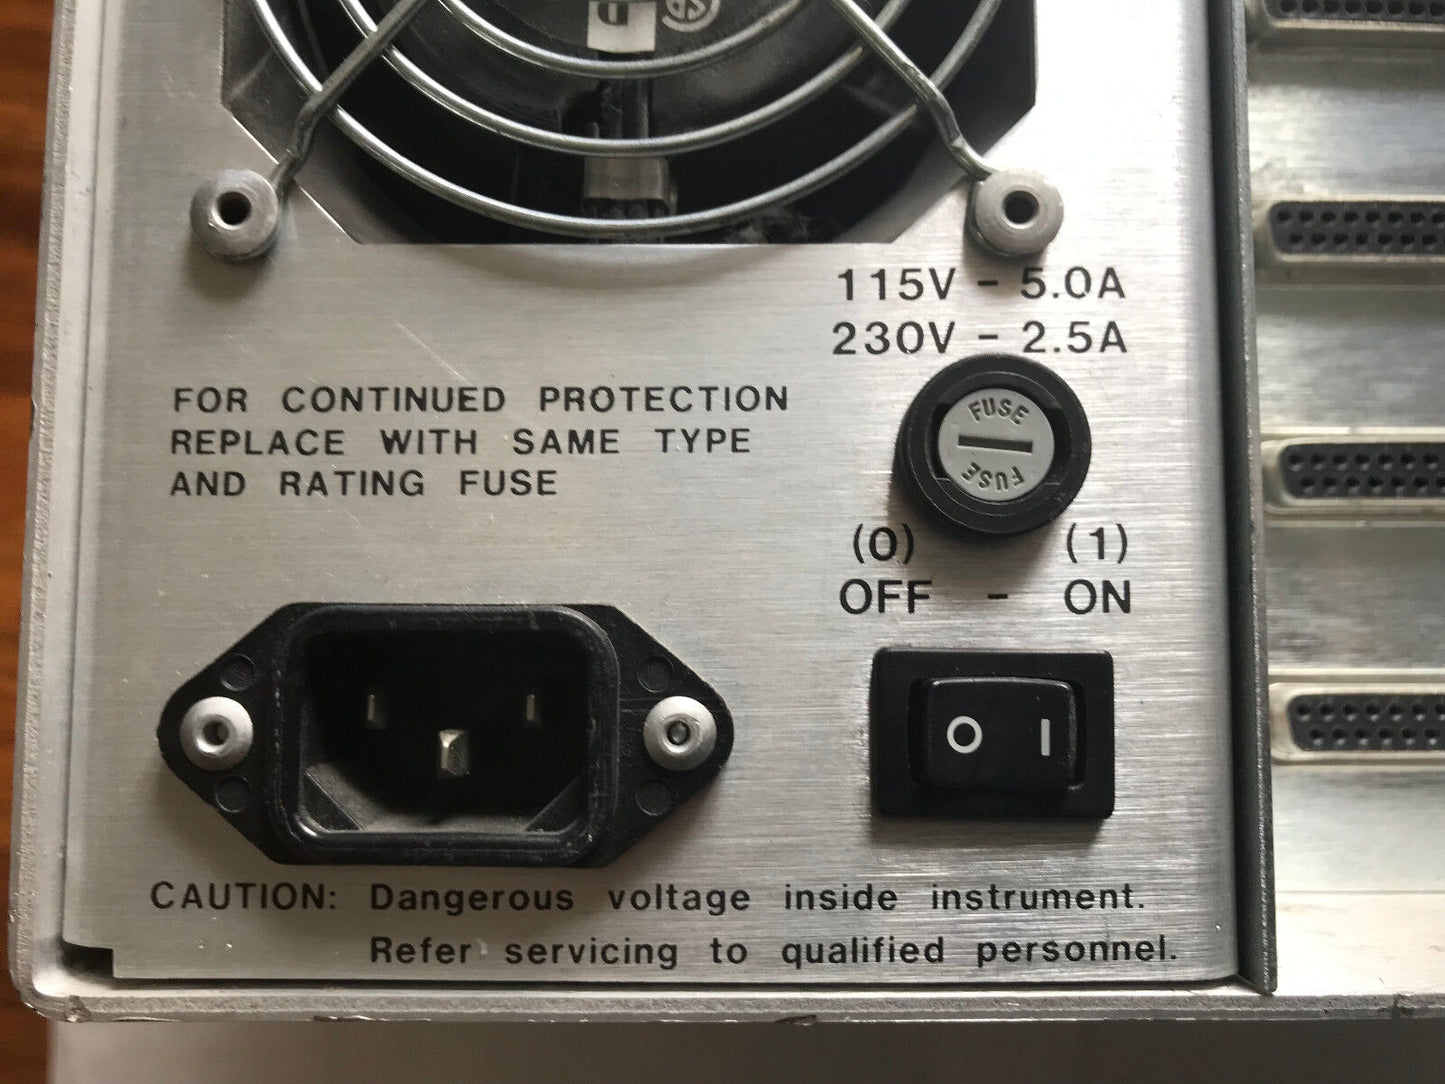 115V - 5.0A
230V - 2.5A
FOR CONTINUED PROTECTION
REPLACE WITH SAME TYPE
AND RATING FUSE
FUSE
FUSE
(0) (1)
OFF - ON
CAUTION: Dangerous voltage inside instrument.
Refer servicing to qualified personnel.